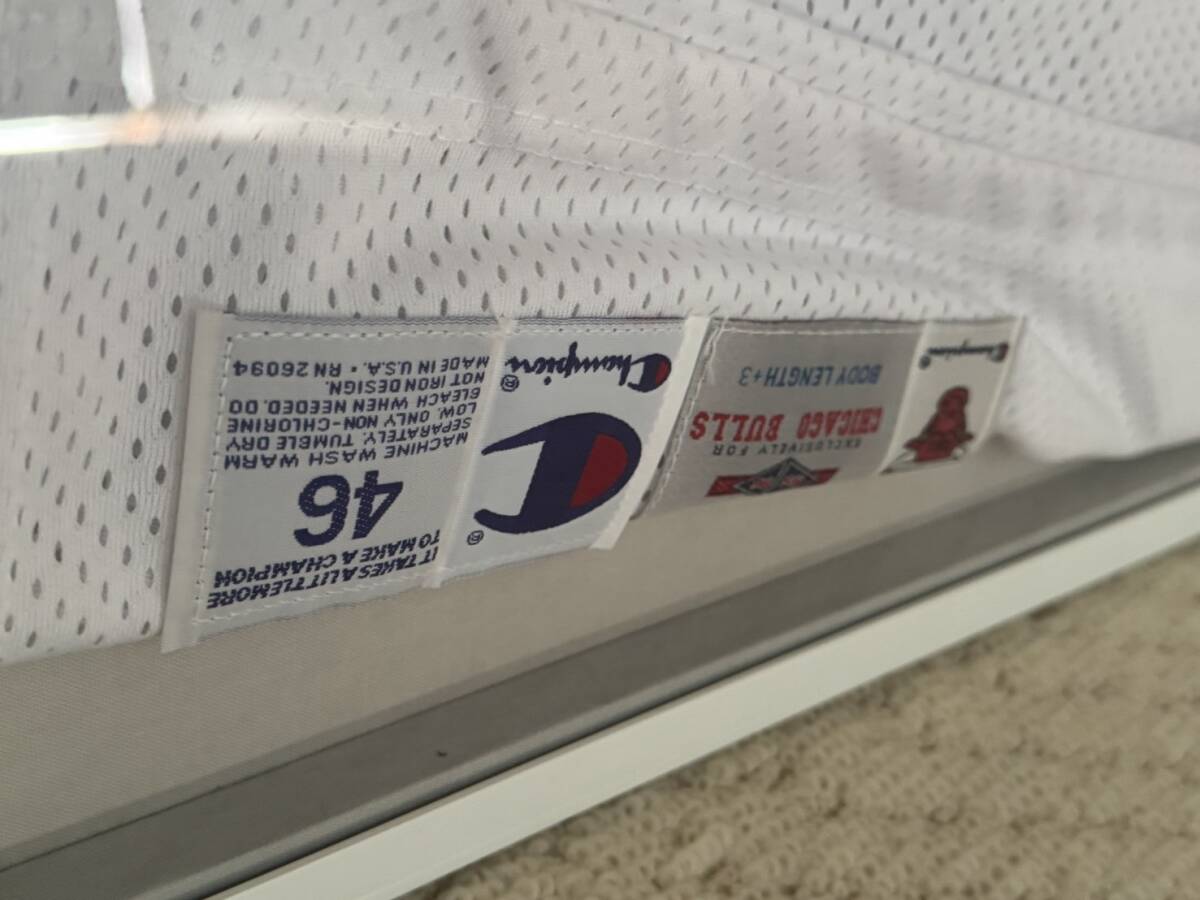 IT TAKES A LITTLE MORE
TO MAKE A CHAMPION
46
MACHINE WASH WARM
SEPARATELY. TUMBLE DRY
LOW. ONLY NON-CHLORINE
BLEACH WHEN NEEDED. DO
NOT IRON DESIGN.
MADE IN U.S.A. • RN 26094
®
Champion®
EXCLUSIVELY FOR
CHICAGO BULLS
BODY LENGTH+3
Champion